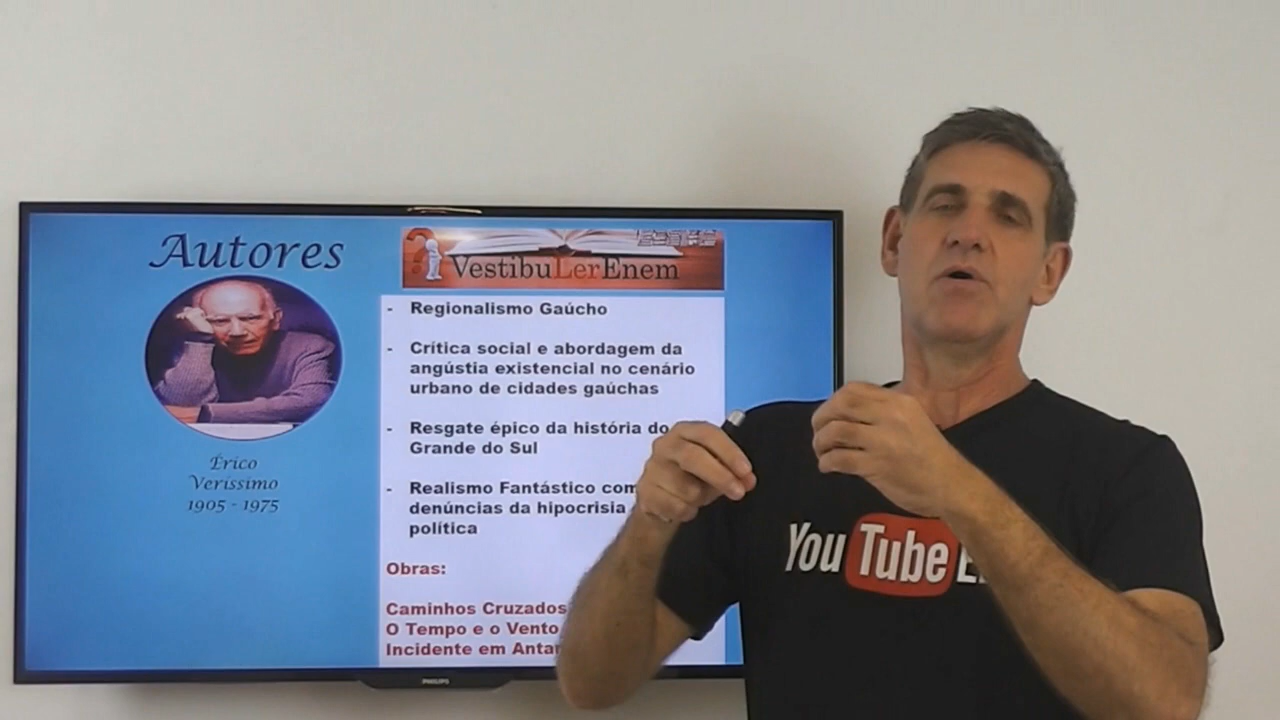 Autores
VestibuLerEnem
- Regionalismo Gaúcho
- Crítica social e abordagem da
angústia existencial no cenário
urbano de cidades gaúchas
- Resgate épico da história do
Grande do Sul
- Realismo Fantástico com
denúncias da hipocrisia
política
Obras:
Caminhos Cruzados
O Tempo e o Vento
Incidente em Antar
Érico
Veríssimo
1905 - 1975
PHILIPS
YouTube